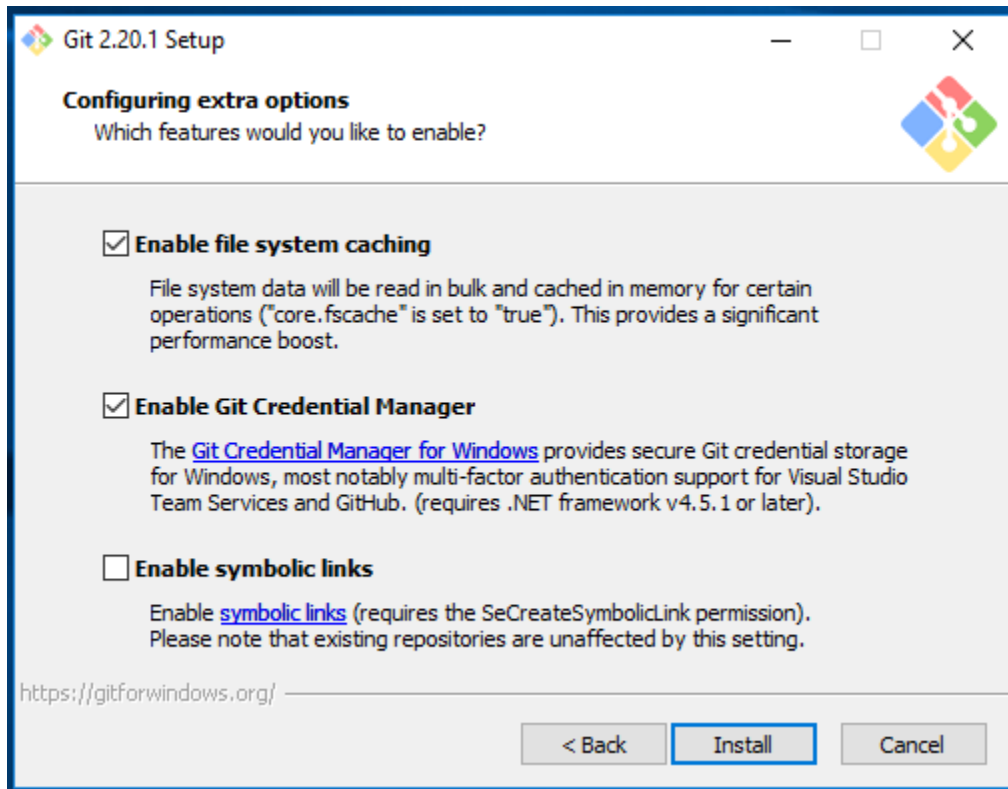 Git 2.20.1 Setup
Configuring extra options
Which features would you like to enable?
Enable file system caching
File system data will be read in bulk and cached in memory for certain
operations ("core.fscache" is set to "true"). This provides a significant
performance boost.
Enable Git Credential Manager
The Git Credential Manager for Windows provides secure Git credential storage
for Windows, most notably multi-factor authentication support for Visual Studio
Team Services and GitHub. (requires .NET framework v4.5.1 or later).
Enable symbolic links
Enable symbolic links (requires the SeCreateSymbolicLink permission).
Please note that existing repositories are unaffected by this setting.
https://gitforwindows.org/
< Back Install Cancel